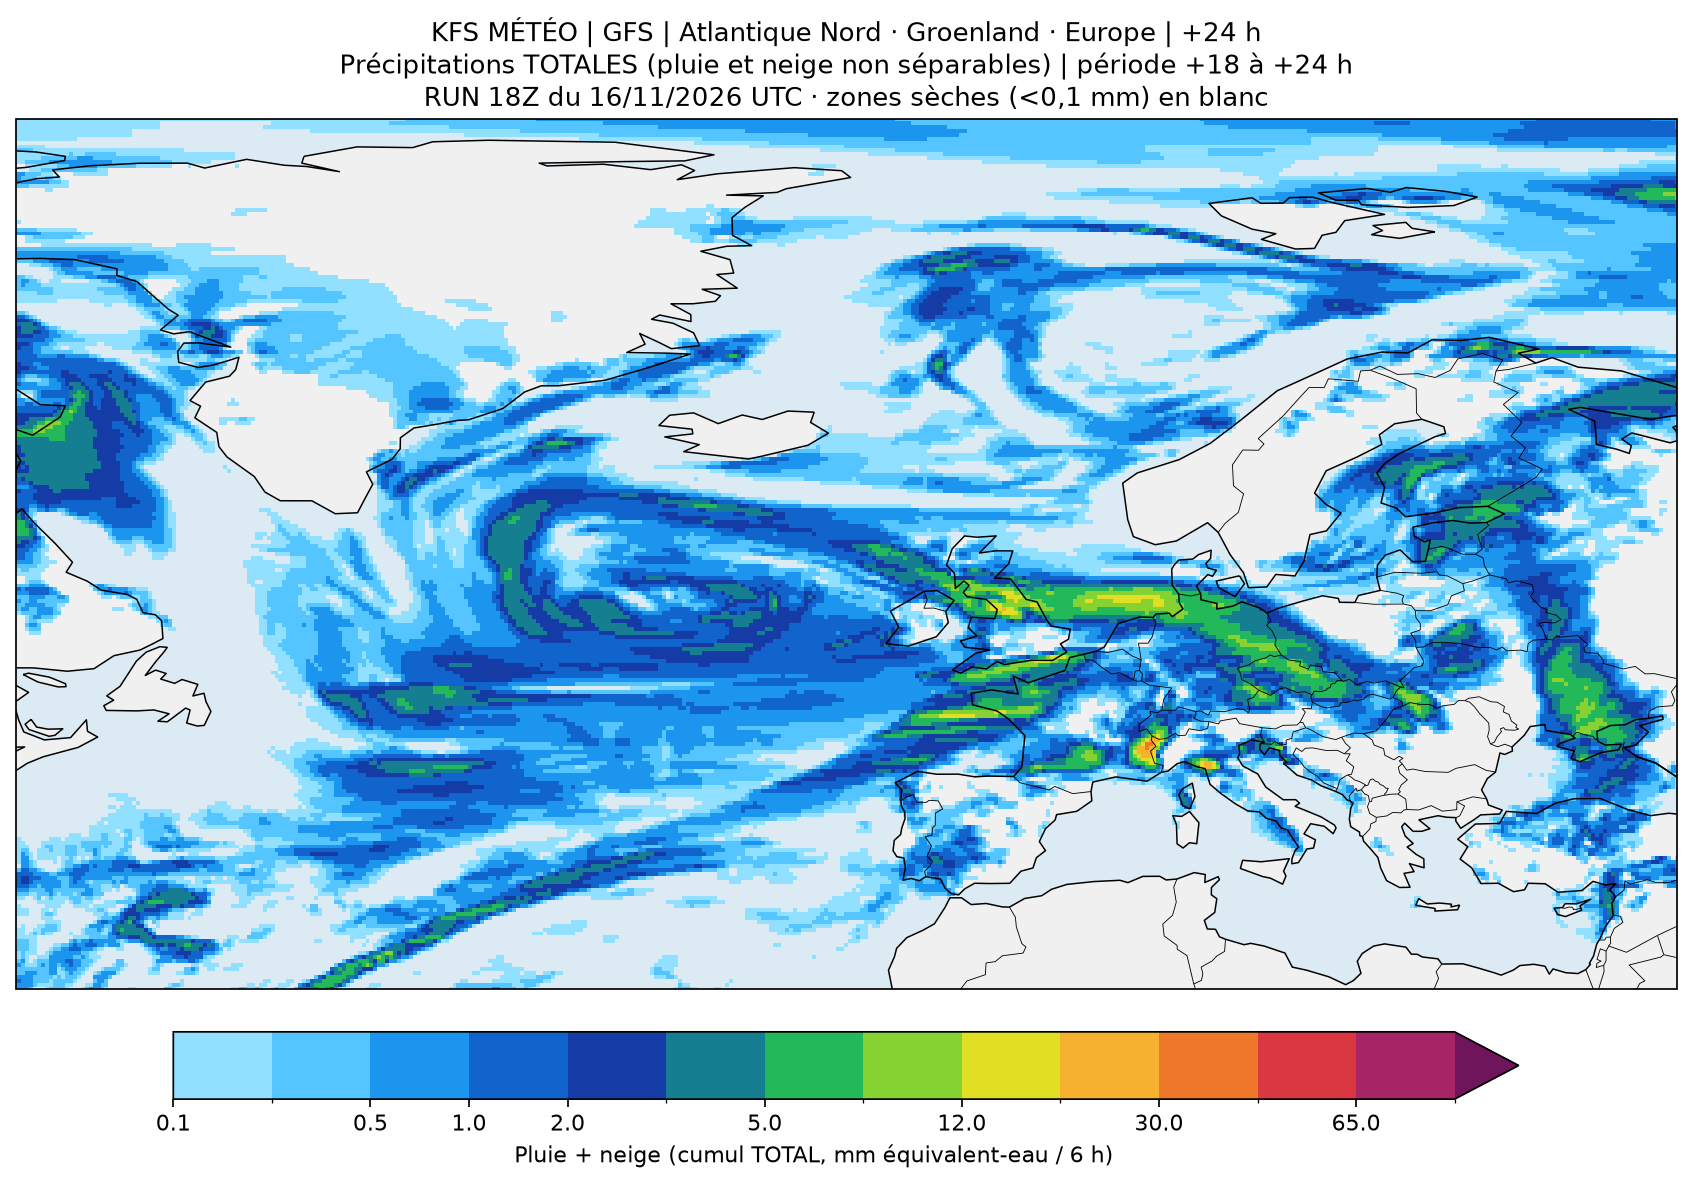 KFS MÉTÉO | GFS | Atlantique Nord · Groenland · Europe | +24 h
Précipitations TOTALES (pluie et neige non séparables) | période +18 à +24 h
RUN 18Z du 16/11/2026 UTC · zones sèches (<0,1 mm) en blanc
0.1 0.5 1.0 2.0 5.0 12.0 30.0 65.0
Pluie + neige (cumul TOTAL, mm équivalent-eau / 6 h)